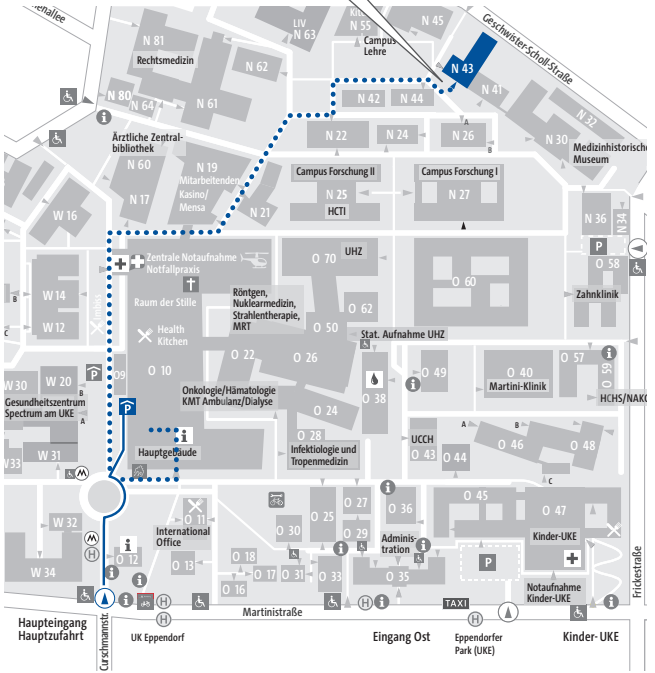 LIV
N 63
N 55
N 45
Campus
Lehre
Geschwister-Scholl-Straße
N 81
Rechtsmedizin
N 62
N 43
N 41
N 80
N 64
N 61
N 42
N 44
N 32
N 30
A
N 22
N 24
N 26
B
Ärztliche Zentral-
bibliothek
N 60
N 19
Mitarbeitenden
Kasino/
Mensa
N 17
N 21
Campus Forschung II
N 25
HCTI
Campus Forschung I
N 27
Medizinhistorische
Museum
N 36
N 34
P
W 16
Zentrale Notaufnahme
Notfallpraxis
Raum der Stille
O 70
UHZ
O 60
O 58
Zahnklinik
B
W 14
C
W 12
Röntgen,
Nuklearmedizin,
Strahlentherapie,
MRT
O 62
O 50
Stat. Aufnahme UHZ
Health
Kitchen
O 22
O 26
O 49
O 40
Martini-Klinik
O 57
O 59
HCHS/NAKO
W 30
W 20
B
A
P
O9
O 10
O 38
Gesundheitszentrum
Spectrum am UKE
P
Onkologie/Hämatologie
KMT Ambulanz/Dialyse
O 24
O 28
Infektiologie und
Tropenmedizin
i
Hauptgebäude
UCCH
O 43
O 44
A
B
O 46
O 48
C
W 33
W 31
M
W 32
M
H
W 34
i
O 12
O 11
International
Office
O 13
O 30
O 25
O 27
O 29
O 36
Adminis-
tration
O 45
O 47
Kinder-UKE
P
Notaufnahme
Kinder-UKE
O 18
O 17
O 16
O 31
O 33
O 35
H
Martinistraße
H
TAXI
H
H
Haupteingang
Hauptzufahrt
Curschmannstr.
UK Eppendorf
Eingang Ost
Eppendorfer
Park (UKE)
Kinder-UKE
Frickestraße